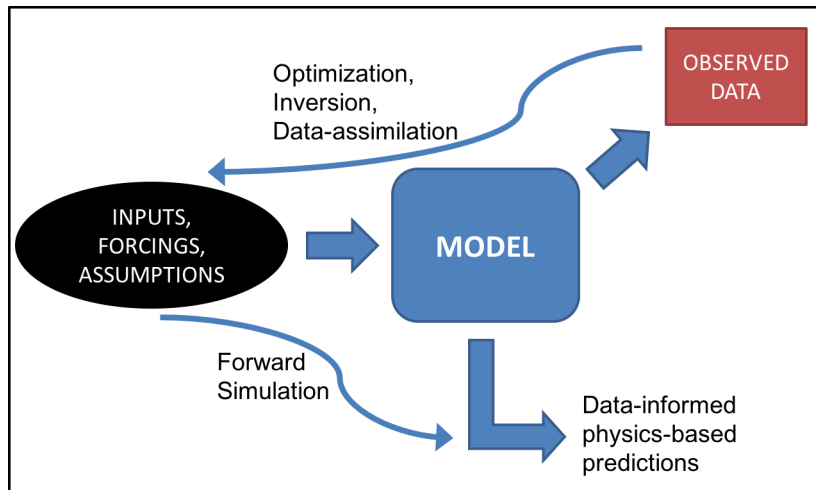 Optimization,
Inversion,
Data-assimilation
OBSERVED
DATA
INPUTS,
FORCINGS,
ASSUMPTIONS
MODEL
Forward
Simulation
Data-informed
physics-based
predictions